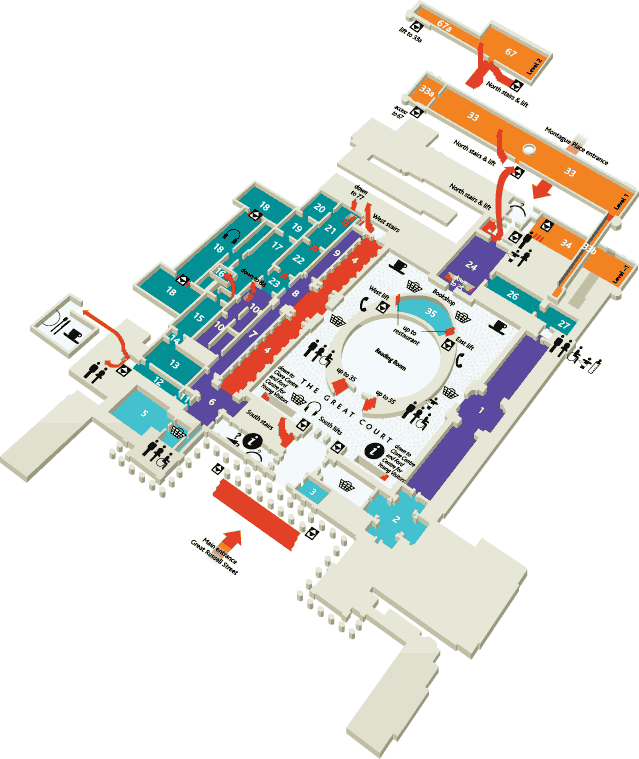 67a
67
Level 2
lift to 33a
North stairs & lift
33a
33
access
to 67
Montague Place entrance
North stairs & lift
33
Level 1
down
to 77
North stairs & lift
West stairs
18
20
19
21
34
33b
Level -1
18
17
22
9
4
24
16
23
8
18
10
26
27
West lift
Bookshop
35
up to
restaurant
East lift
15
10
7
4
14
13
Reading Room
12
11
6
up to 35
up to 35
down to
Clore Centre
and Ford
Centre for
Young Visitors
THE GREAT COURT
1
5
South stairs
South lifts
down to
Clore Centre
and Ford
Centre for
Young Visitors
3
2
Main entrance
Great Russell Street